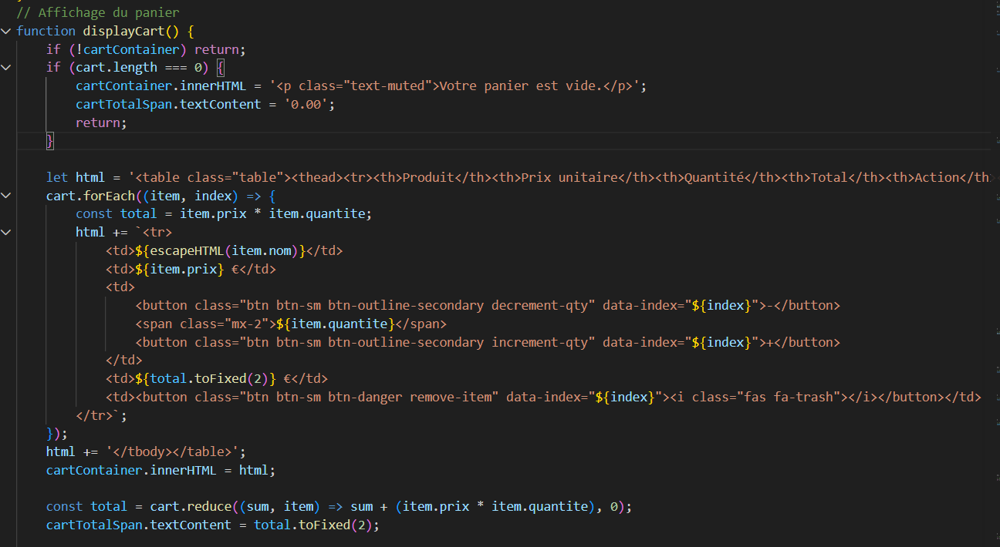 // Affichage du panier
function displayCart() {
    if (!cartContainer) return;
    if (cart.length === 0) {
        cartContainer.innerHTML = '<p class="text-muted">Votre panier est vide.</p>';
        cartTotalSpan.textContent = '0.00';
        return;
    }
    let html = '<table class="table"><thead><tr><th>Produit</th><th>Prix unitaire</th><th>Quantité</th><th>Total</th><th>Action</th
    cart.forEach((item, index) => {
        const total = item.prix * item.quantite;
        html += `<tr>
            <td>${escapeHTML(item.nom)}</td>
            <td>${item.prix} €</td>
            <td>
                <button class="btn btn-sm btn-outline-secondary decrement-qty" data-index="${index}">-</button>
                <span class="mx-2">${item.quantite}</span>
                <button class="btn btn-sm btn-outline-secondary increment-qty" data-index="${index}">+</button>
            </td>
            <td>${total.toFixed(2)} €</td>
            <td><button class="btn btn-sm btn-danger remove-item" data-index="${index}"><i class="fas fa-trash"></i></button></td>
        </tr>`;
    });
    html += '</tbody></table>';
    cartContainer.innerHTML = html;
    const total = cart.reduce((sum, item) => sum + (item.prix * item.quantite), 0);
    cartTotalSpan.textContent = total.toFixed(2);